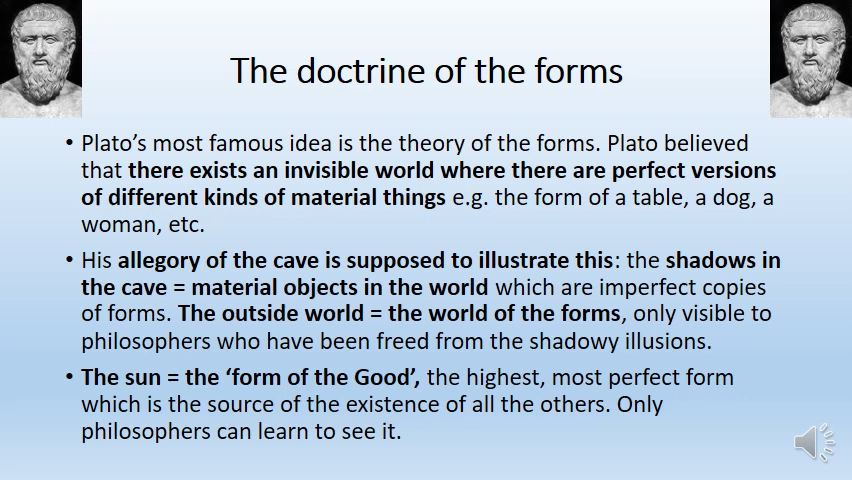 The doctrine of the forms
• Plato’s most famous idea is the theory of the forms. Plato believed
that there exists an invisible world where there are perfect versions
of different kinds of material things e.g. the form of a table, a dog, a
woman, etc.
• His allegory of the cave is supposed to illustrate this: the shadows in
the cave = material objects in the world which are imperfect copies
of forms. The outside world = the world of the forms, only visible to
philosophers who have been freed from the shadowy illusions.
• The sun = the ‘form of the Good’, the highest, most perfect form
which is the source of the existence of all the others. Only
philosophers can learn to see it.